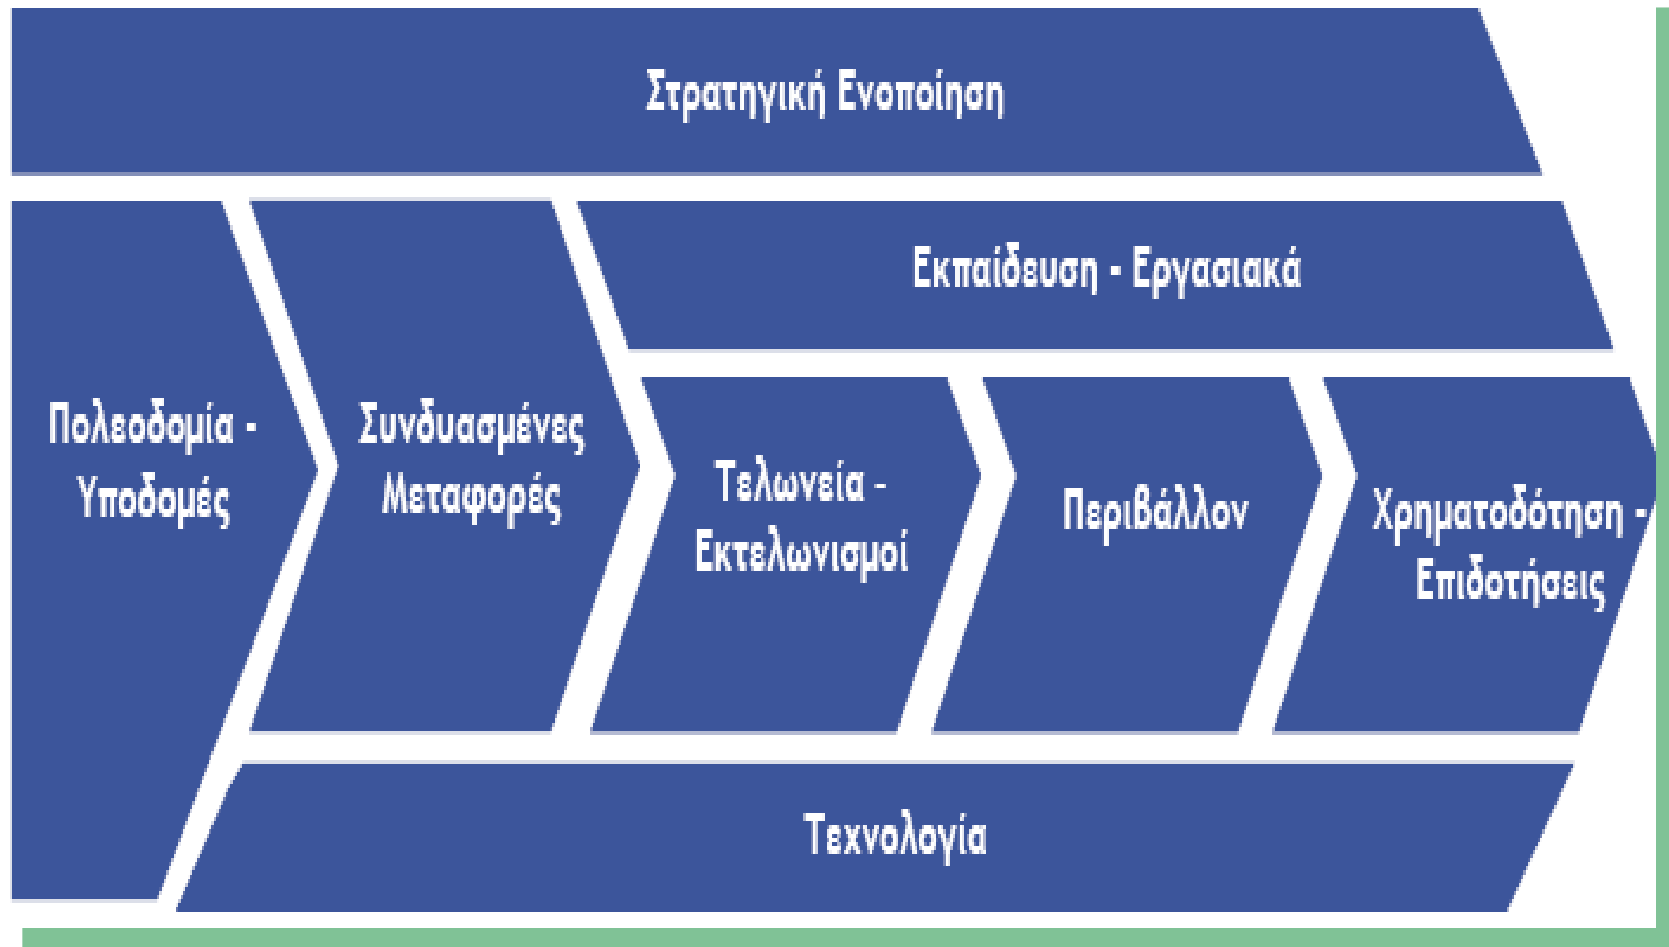 Στρατηγική Ενοποίηση
Εκπαίδευση - Εργασιακά
Πολεοδομία -
Υποδομές
Συνδυασμένες
Μεταφορές
Τελωνεία -
Εκτελωνισμοί
Περιβάλλον
Χρηματοδότηση -
Επιδοτήσεις
Τεχνολογία